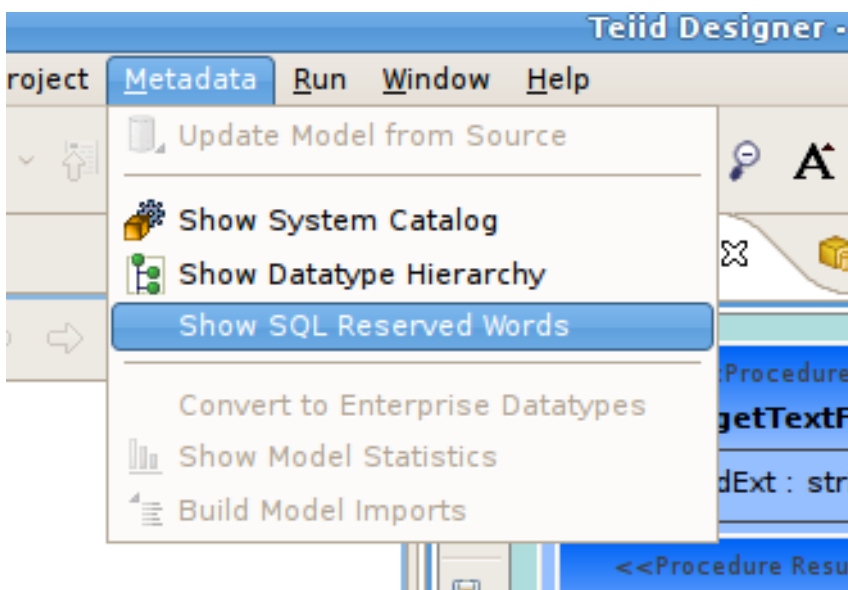 Teiid Designer -
roject Metadata Run Window Help
Update Model from Source
Show System Catalog
Show Datatype Hierarchy
Show SQL Reserved Words
Convert to Enterprise Datatypes
Show Model Statistics
Build Model Imports
Procedure
getTextF
dExt : str
<<Procedure Resu